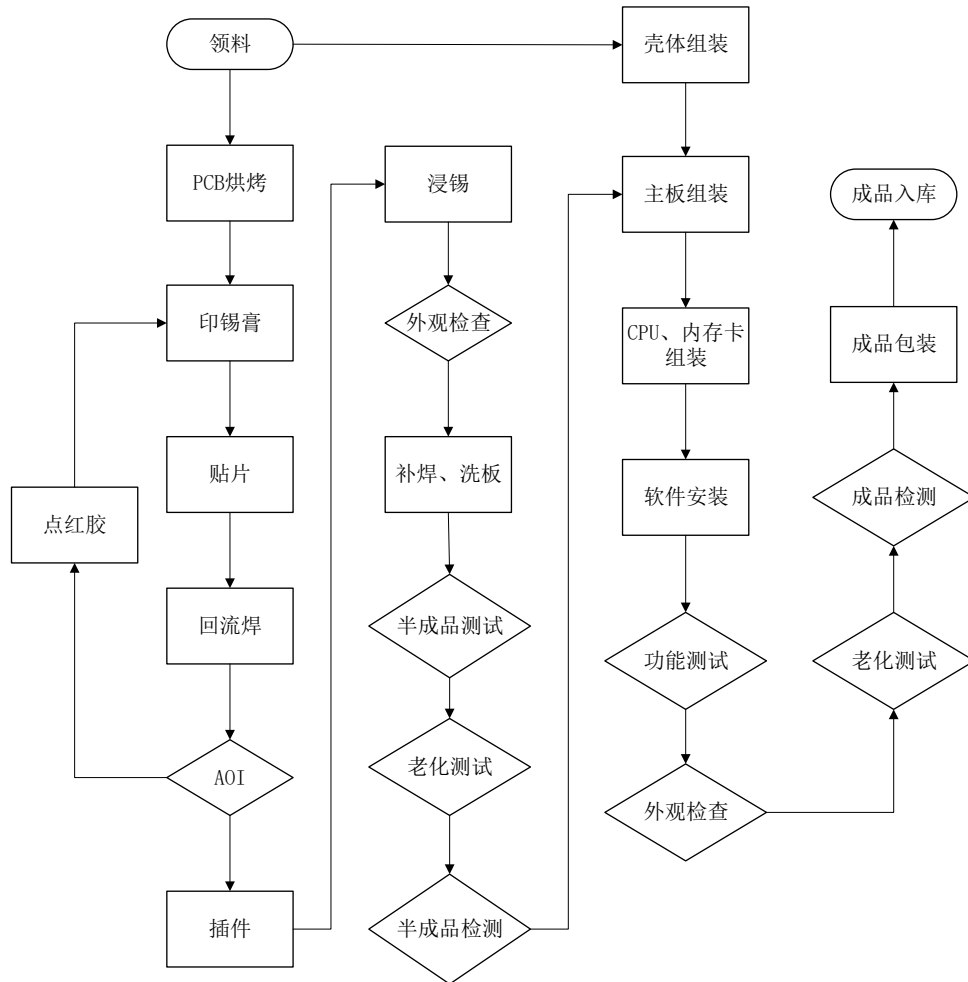 领料
PCB烘烤
印锡膏
贴片
点红胶
回流焊
AOI
插件
浸锡
外观检查
补焊、洗板
半成品测试
老化测试
半成品检测
壳体组装
主板组装
CPU、内存卡
组装
软件安装
功能测试
外观检查
老化测试
成品检测
成品包装
成品入库